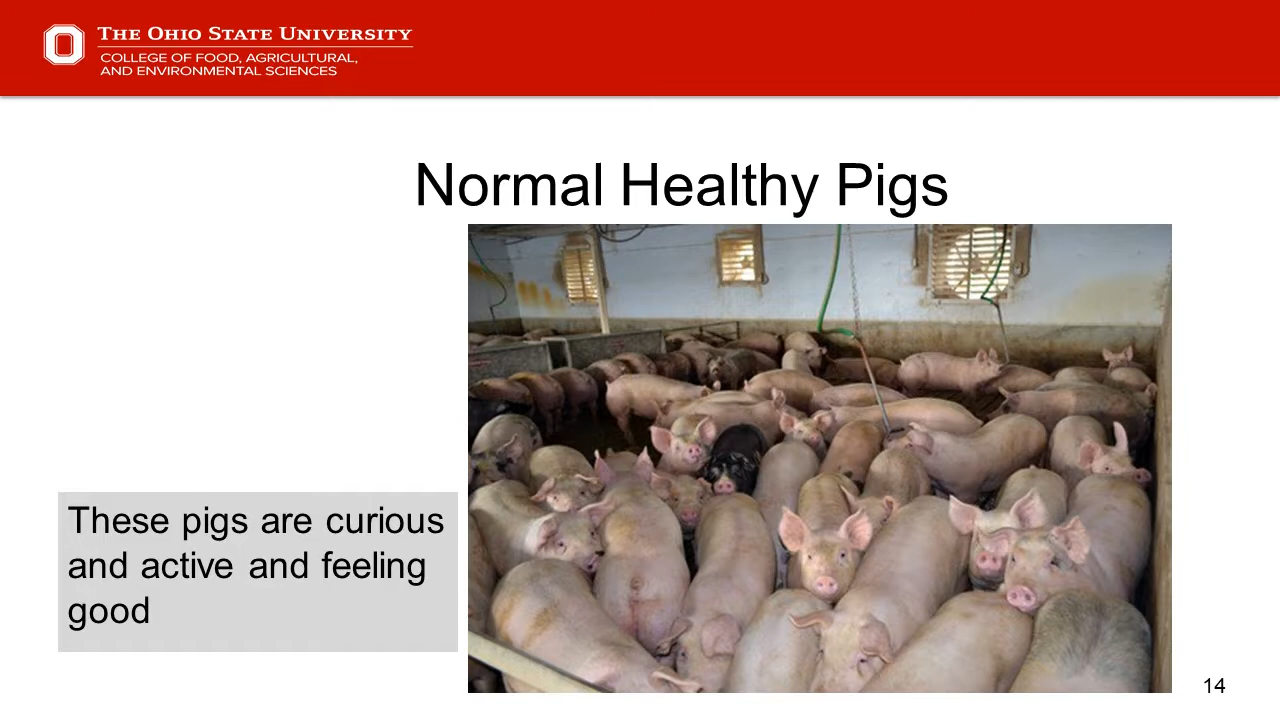 THE OHIO STATE UNIVERSITY
COLLEGE OF FOOD, AGRICULTURAL,
AND ENVIRONMENTAL SCIENCES
Normal Healthy Pigs
These pigs are curious
and active and feeling
good
14